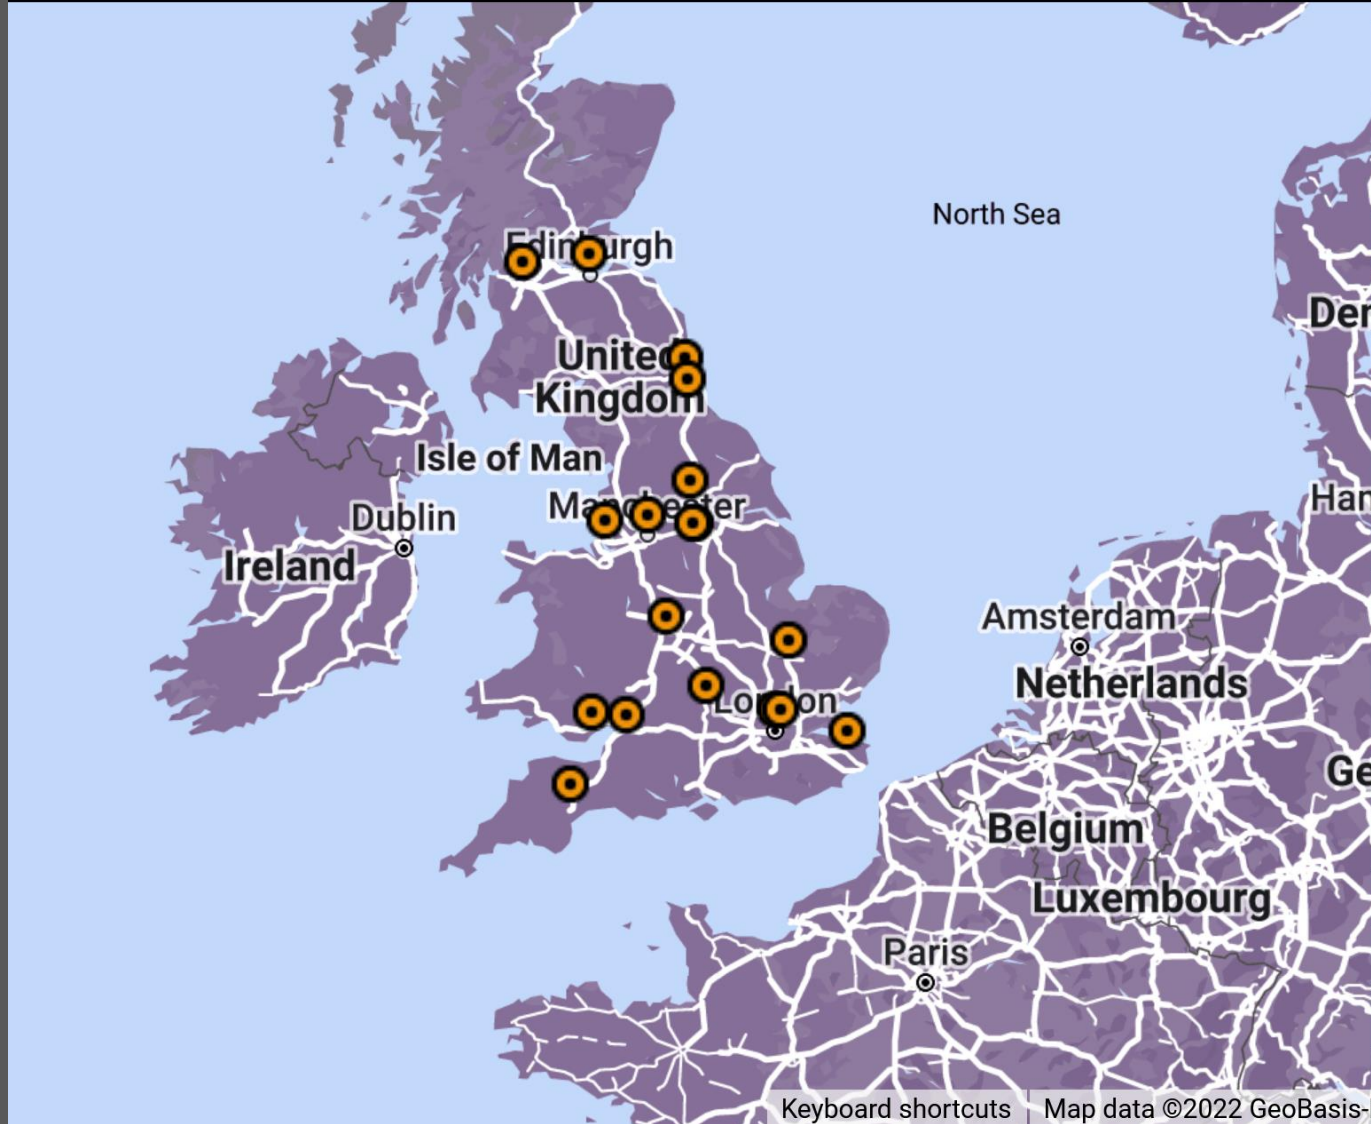 North Sea
Edinburgh
United
Kingdom
Isle of Man
Manchester
Dublin
Ireland
London
Amsterdam
Netherlands
Belgium
Luxembourg
Paris
Der
Han
Ge
Keyboard shortcuts
Map data ©2022 GeoBasis-